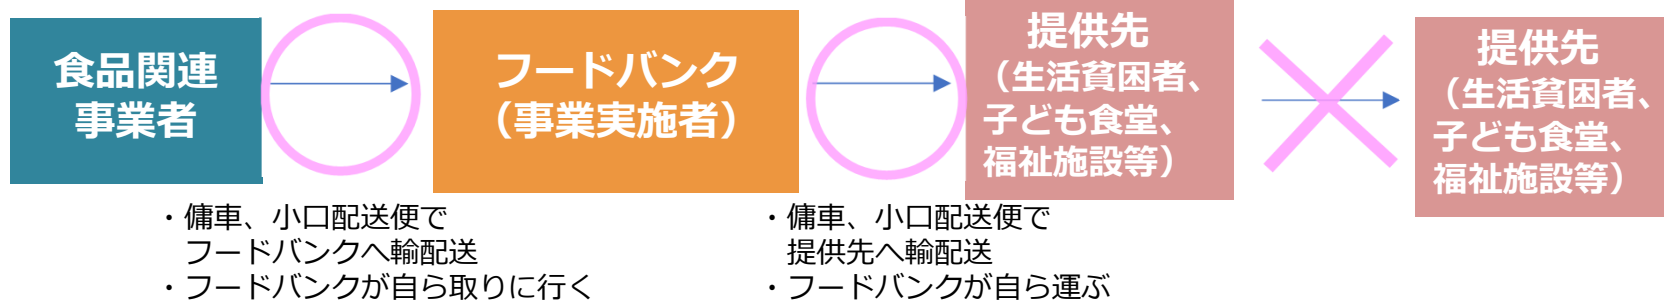 食品関連
事業者
フードバンク
（事業実施者）
提供先
（生活貧困者、
子ども食堂、
福祉施設等）
提供先
（生活貧困者、
子ども食堂、
福祉施設等）
・傭車、小口配送便で
フードバンクへ輸配送
・フードバンクが自ら取りに行く
・傭車、小口配送便で
提供先へ輸配送
・フードバンクが自ら運ぶ